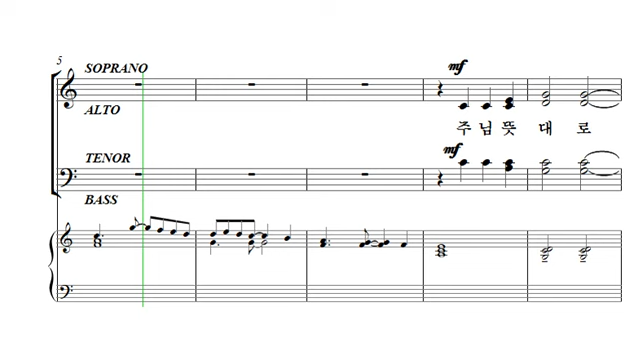 5
SOPRANO
mf
ALTO
주 님 뜻 대 로
mf
TENOR
BASS